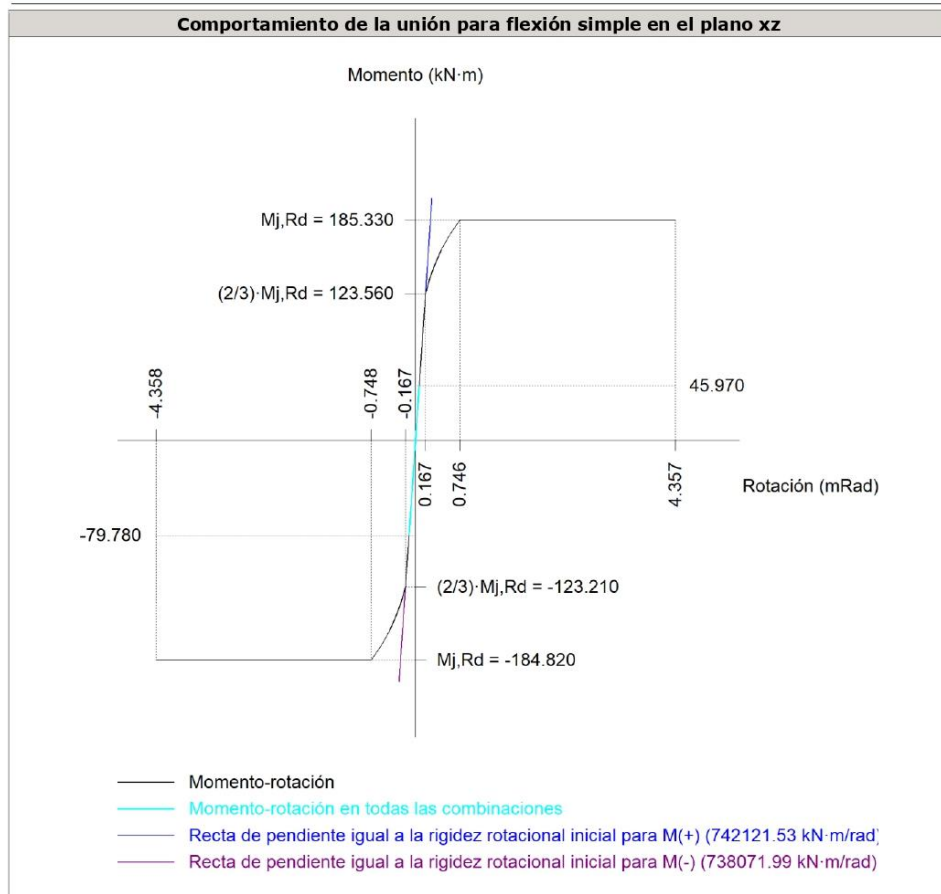 Comportamiento de la unión para flexión simple en el plano xz
Momento (kN·m)
Mj,Rd = 185.330
(2/3)·Mj,Rd = 123.560
-4.358
-0.748
-0.167
45.970
0.167
0.746
4.357
Rotación (mRad)
-79.780
(2/3)·Mj,Rd = -123.210
Mj,Rd = -184.820
Momento-rotación
Momento-rotación en todas las combinaciones
Recta de pendiente igual a la rigidez rotacional inicial para M(+) (742121.53 kN·m/rad)
Recta de pendiente igual a la rigidez rotacional inicial para M(-) (738071.99 kN·m/rad)